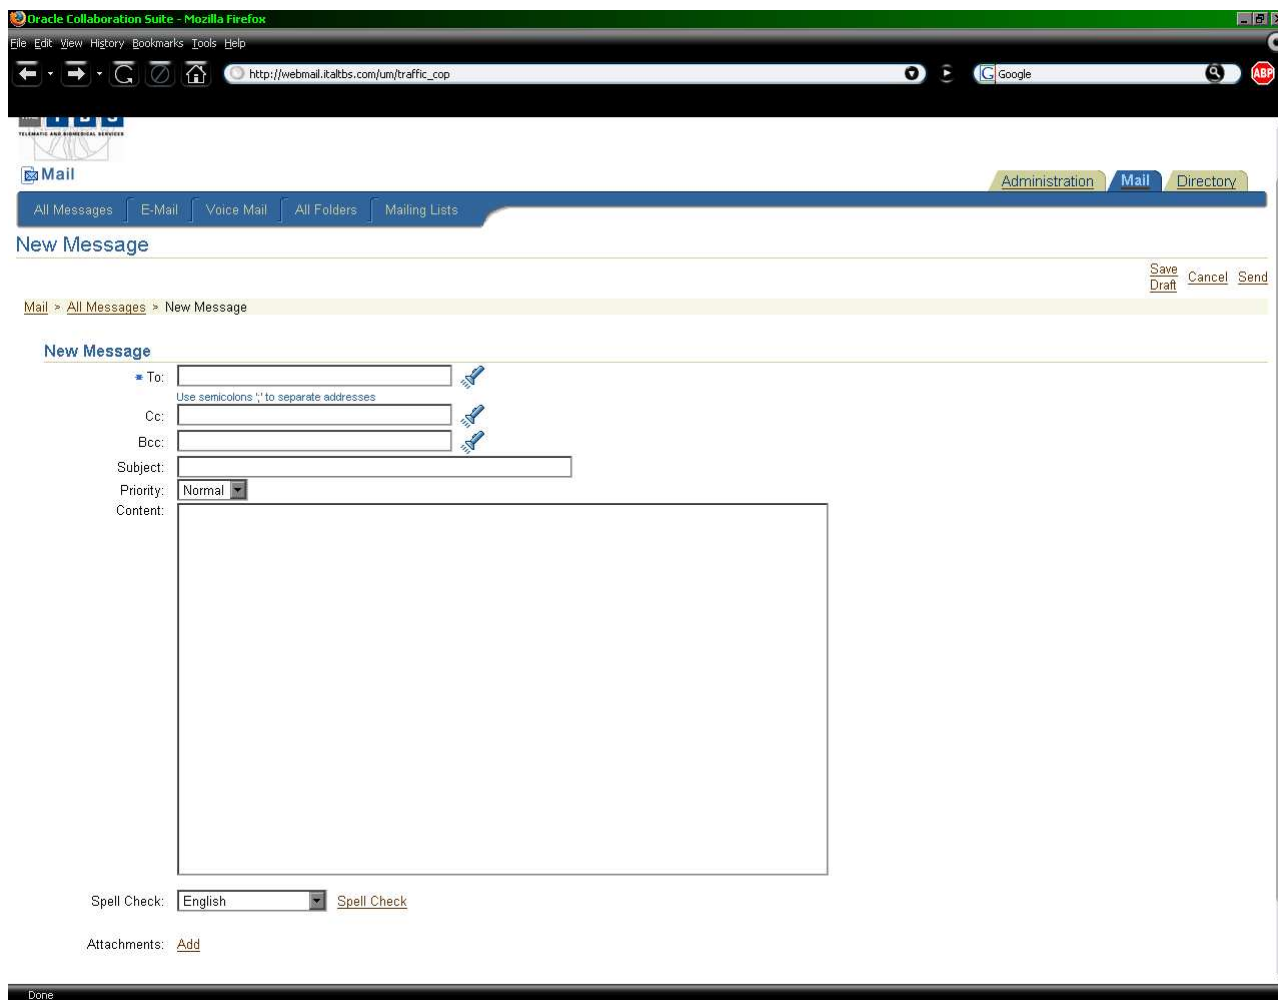 Oracle Collaboration Suite - Mozilla Firefox
File Edit View History Bookmarks Tools Help
http://webmail.italtbs.com/um/traffic_cop
G Google
ABP
TELEMATIC AND BIOMEDICAL SERVICES
Mail
Administration Mail Directory
All Messages E-Mail Voice Mail All Folders Mailing Lists
New Message
Save Draft Cancel Send
Mail > All Messages > New Message
New Message
* To:
Use semicolons ';' to separate addresses
Cc:
Bcc:
Subject:
Priority: Normal
Content:
Spell Check: English Spell Check
Attachments: Add
Done